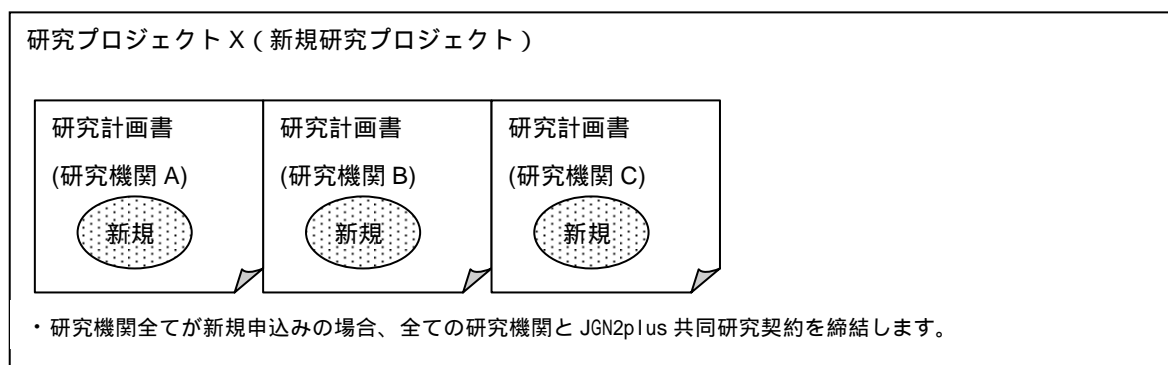 研究プロジェクト X(新規研究プロジェクト)
研究計画書 研究計画書 研究計画書
(研究機関 A) (研究機関 B) (研究機関 C)
新規 新規 新規
・研究機関全てが新規申込みの場合、全ての研究機関と JGN2plus 共同研究契約を締結します。